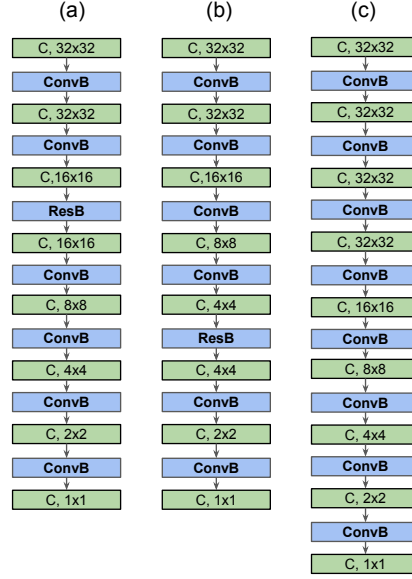 (a)
C, 32x32
ConvB
C, 32x32
ConvB
C,16x16
ResB
C, 16x16
ConvB
C, 8x8
ConvB
C, 4x4
ConvB
C, 2x2
ConvB
C, 1x1
(b)
C, 32x32
ConvB
C, 32x32
ConvB
C,16x16
ConvB
C, 8x8
ConvB
C, 4x4
ResB
C, 4x4
ConvB
C, 2x2
ConvB
C, 1x1
(c)
C, 32x32
ConvB
C, 32x32
ConvB
C, 32x32
ConvB
C, 32x32
ConvB
C, 16x16
ConvB
C, 8x8
ConvB
C, 4x4
ConvB
C, 2x2
ConvB
C, 1x1